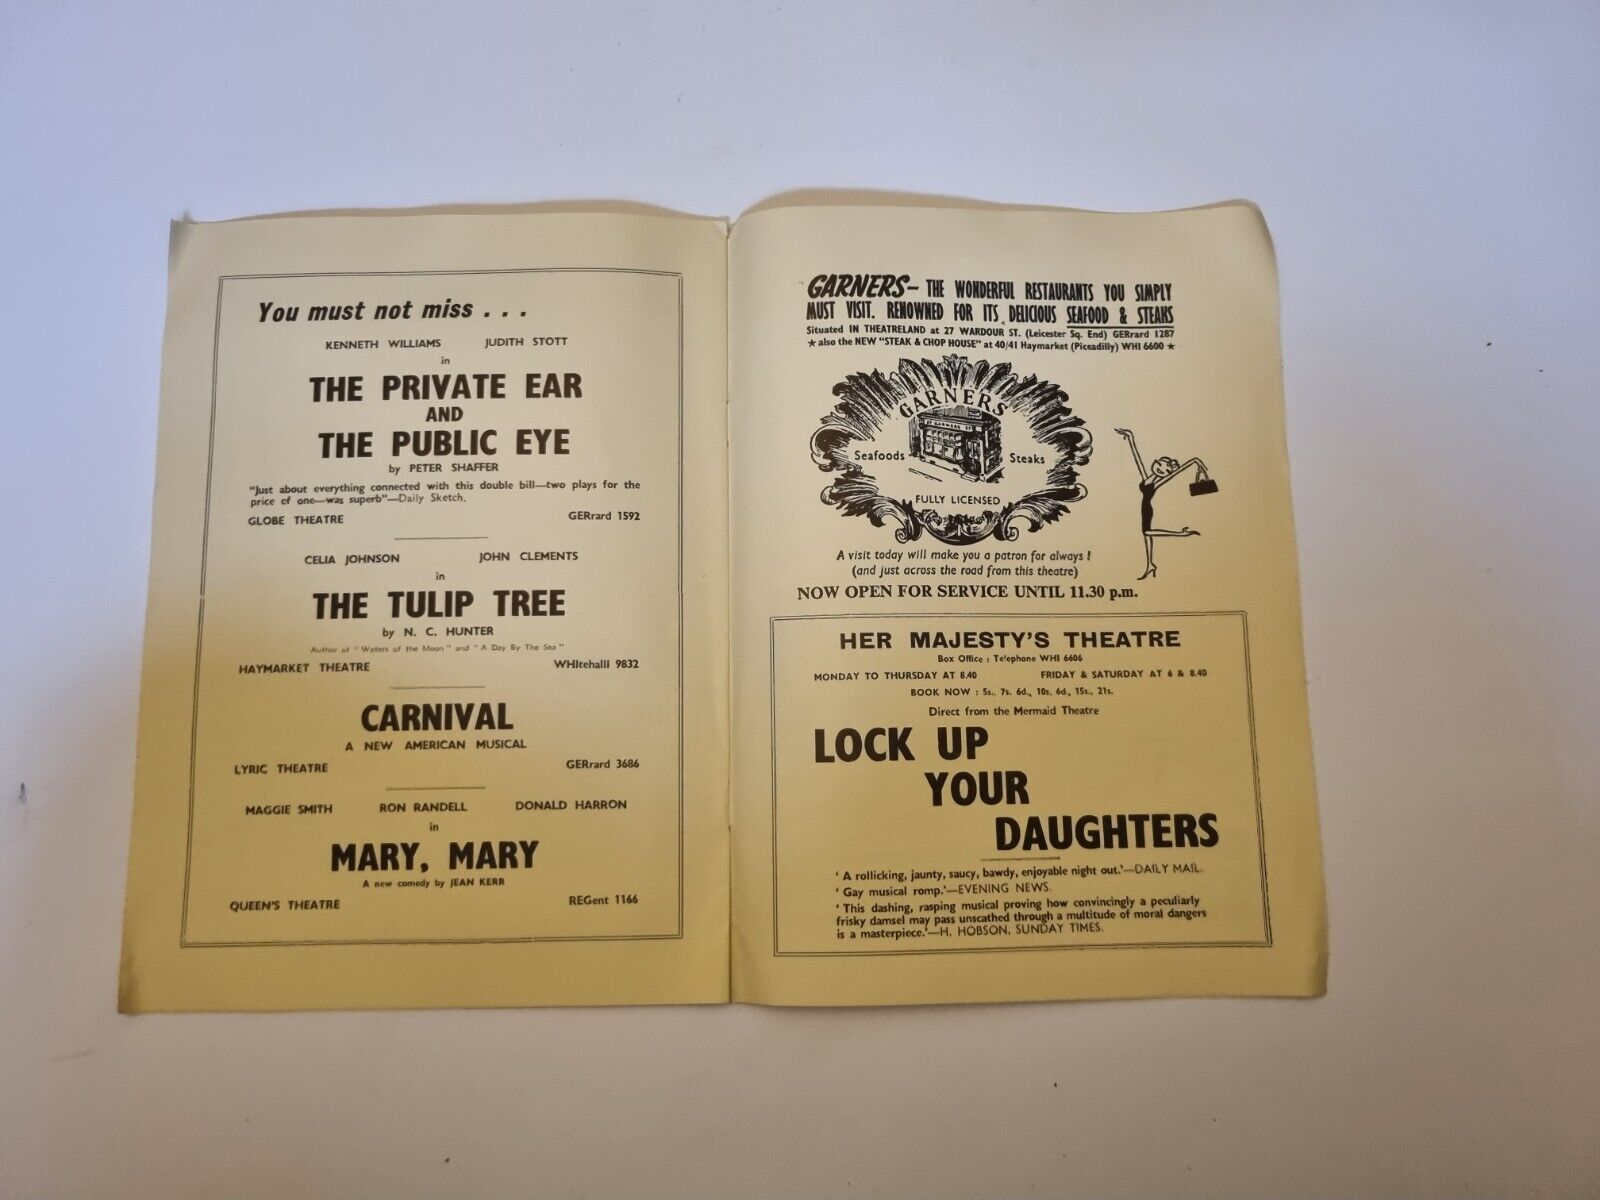 You must not miss . . .
KENNETH WILLIAMS JUDITH STOTT
in
THE PRIVATE EAR
AND
THE PUBLIC EYE
by PETER SHAFFER
"Just about everything connected with this double bill—two plays for the
price of one—was superb"—Daily Sketch.
GLOBE THEATRE GERrard 1592
CELIA JOHNSON JOHN CLEMENTS
in
THE TULIP TREE
by N. C. HUNTER
Author of "Waters of the Moon" and "A Day By The Sea"
HAYMARKET THEATRE WHItehalll 9832
CARNIVAL
A NEW AMERICAN MUSICAL
LYRIC THEATRE GERrard 3686
MAGGIE SMITH RON RANDELL DONALD HARRON
in
MARY, MARY
A new comedy by JEAN KERR
QUEEN'S THEATRE REGent 1166
GARNERS— THE WONDERFUL RESTAURANTS YOU SIMPLY
MUST VISIT. RENOWNED FOR ITS DELICIOUS SEAFOOD & STEAKS
Situated IN THEATRELAND at 27 WARDOUR ST. (Leicester Sq. End) GERrard 1287
★ also the NEW "STEAK & CHOP HOUSE" at 40/41 Haymarket (Piccadilly) WHI 6600 ★
GARNERS
27 GARNERS 27
Seafoods Steaks
FULLY LICENSED
A visit today will make you a patron for always !
(and just across the road from this theatre)
NOW OPEN FOR SERVICE UNTIL 11.30 p.m.
HER MAJESTY'S THEATRE
Box Office : Telephone WHI 6606
MONDAY TO THURSDAY AT 8.40 FRIDAY & SATURDAY AT 6 & 8.40
BOOK NOW : 5s., 7s. 6d., 10s. 6d., 15s., 21s.
Direct from the Mermaid Theatre
LOCK UP
YOUR
DAUGHTERS
' A rollicking, jaunty, saucy, bawdy, enjoyable night out.'—DAILY MAIL.
' Gay musical romp.'—EVENING NEWS.
' This dashing, rasping musical proving how convincingly a peculiarly
frisky damsel may pass unscathed through a multitude of moral dangers
is a masterpiece.'—H. HOBSON, SUNDAY TIMES.